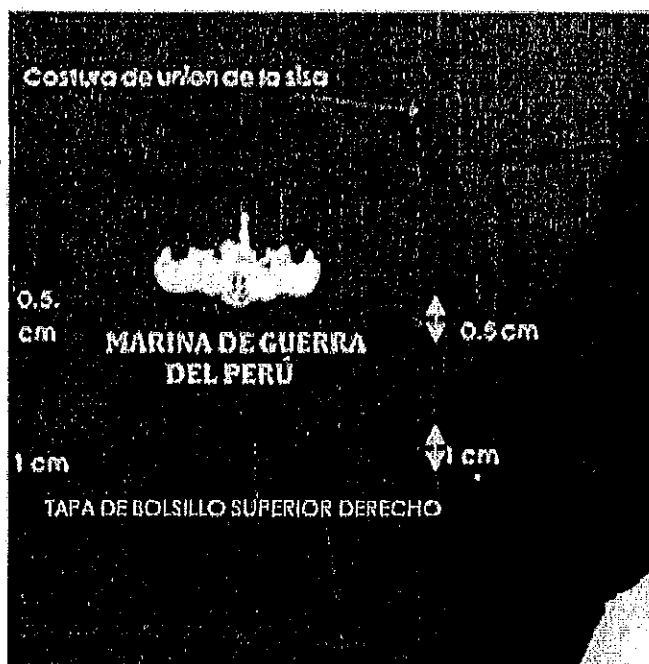 Costura de unión de la sisa
0.5.
cm
0.5 cm
MARINA DE GUERRA
DEL PERÚ
1 cm
1 cm
TAPA DE BOLSILLO SUPERIOR DERECHO